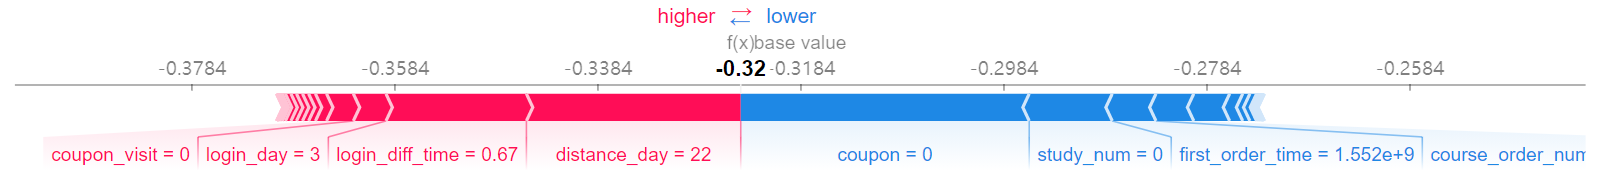 higher ⇄ lower
f(x) base value
-0.3784 -0.3584 -0.3384 -0.32 -0.3184 -0.2984 -0.2784 -0.2584
coupon_visit = 0 login_day = 3 login_diff_time = 0.67 distance_day = 22 coupon = 0 study_num = 0 first_order_time = 1.552e+9 course_order_num